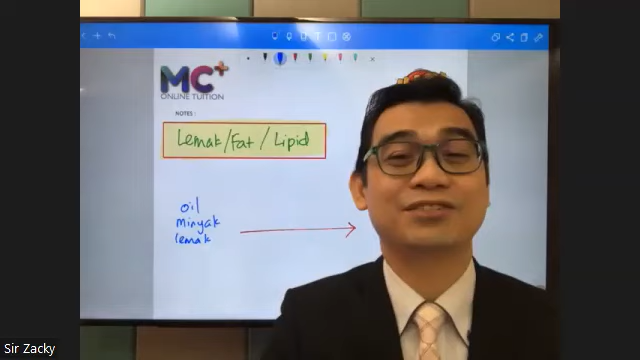 MC+
ONLINE TUITION
NOTES :
Lemak/Fat / Lipid
oil
minyak
lemak
Sir Zacky